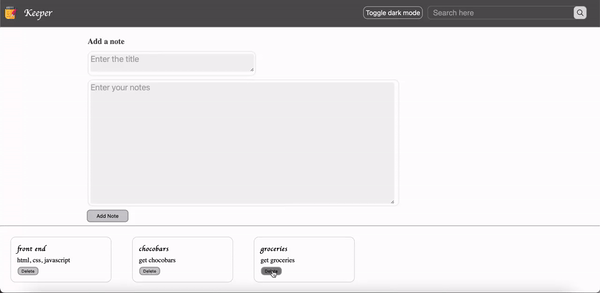 Keeper
Toggle dark mode
Search here
Add a note
Enter the title
Enter your notes
Add Note
front end
html, css, javascript
Delete
chocobars
get chocobars
Delete
groceries
get groceries
Delete